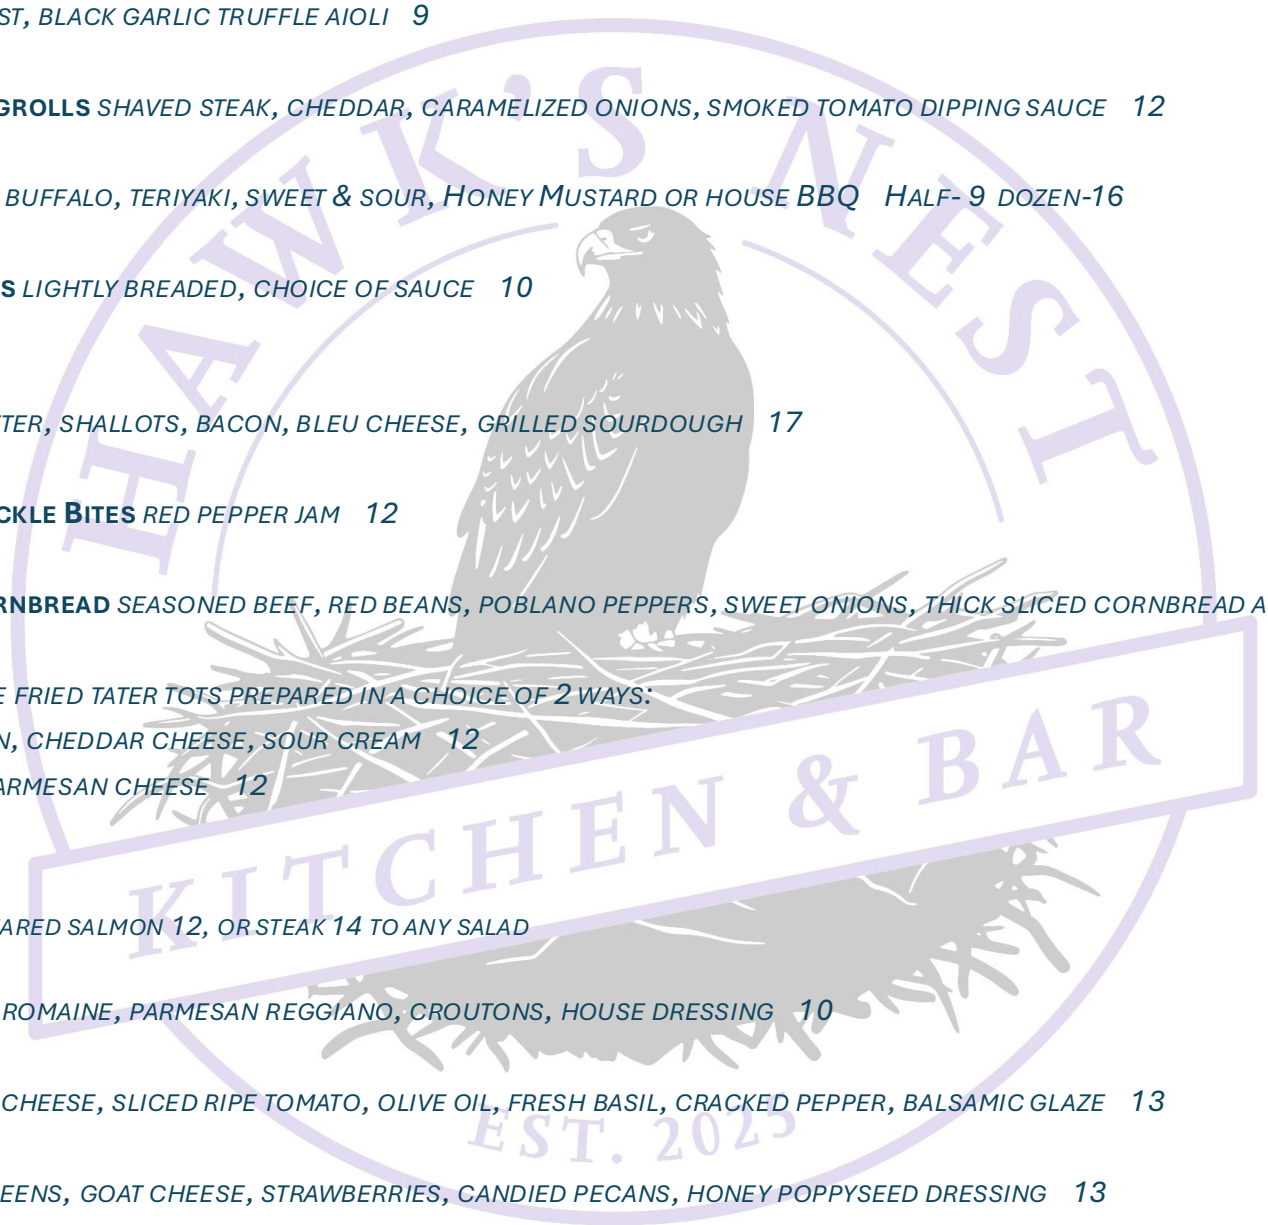 ST, BLACK GARLIC TRUFFLE AIOLI 9
GROLLS SHAVED STEAK, CHEDDAR, CARAMELIZED ONIONS, SMOKED TOMATO DIPPING SAUCE 12
BUFFALO, TERIYAKI, SWEET & SOUR, HONEY MUSTARD OR HOUSE BBQ HALF- 9 DOZEN-16
S LIGHTLY BREADED, CHOICE OF SAUCE 10
TER, SHALLOTS, BACON, BLEU CHEESE, GRILLED SOURDOUGH 17
CKLE BITES RED PEPPER JAM 12
RNBREAD SEASONED BEEF, RED BEANS, POBLANO PEPPERS, SWEET ONIONS, THICK SLICED CORNBREAD A
E FRIED TATER TOTS PREPARED IN A CHOICE OF 2 WAYS:
N, CHEDDAR CHEESE, SOUR CREAM 12
ARMESAN CHEESE 12
ARED SALMON 12, OR STEAK 14 TO ANY SALAD
ROMAINE, PARMESAN REGGIANO, CROUTONS, HOUSE DRESSING 10
CHEESE, SLICED RIPE TOMATO, OLIVE OIL, FRESH BASIL, CRACKED PEPPER, BALSAMIC GLAZE 13
EENS, GOAT CHEESE, STRAWBERRIES, CANDIED PECANS, HONEY POPPYSEED DRESSING 13
HAWK'S NEST
KITCHEN & BAR
EST. 2025